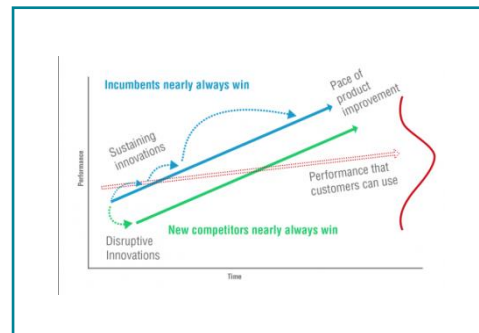 Incumbents nearly always win
Pace of
product
improvement
Sustaining
innovations
Performance
Performance that
customers can use
New competitors nearly always win
Disruptive
Innovations
Time